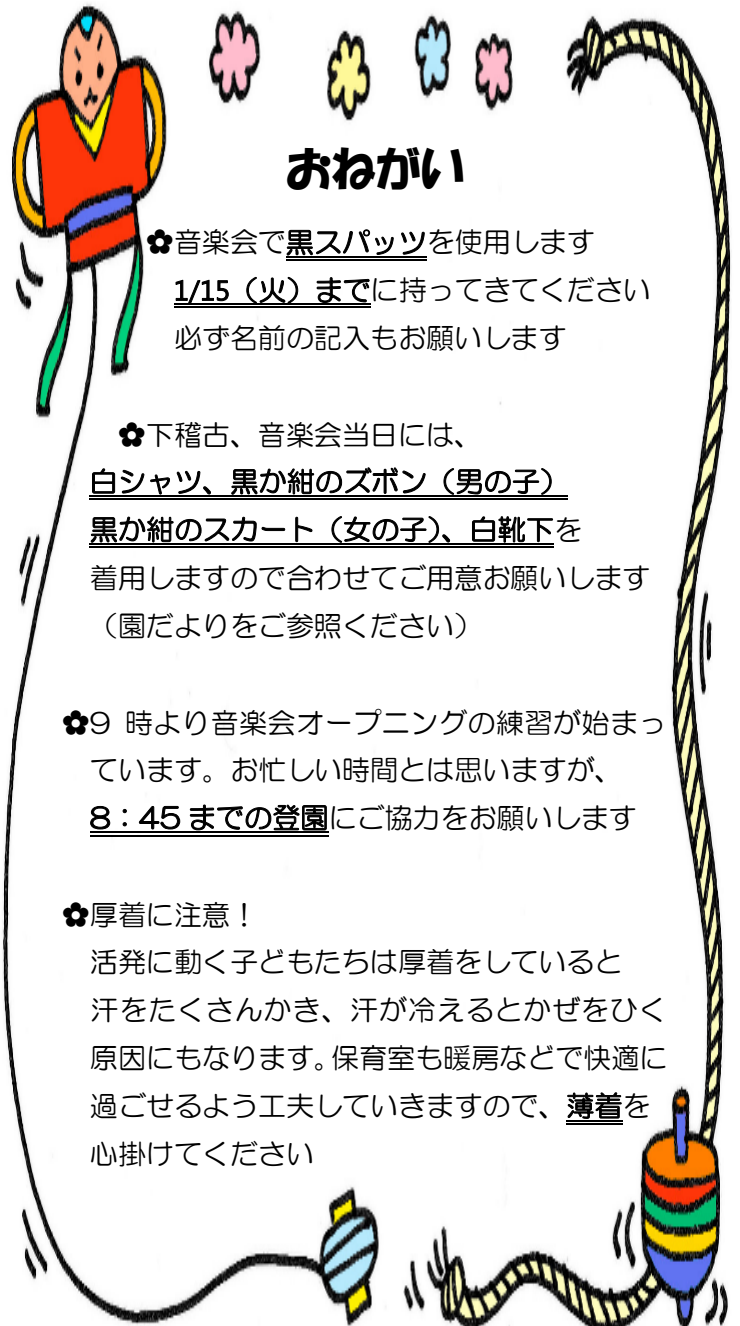 おねがい
✿音楽会で黒スパッツを使用します
1/15（火）までに持ってきてください
必ず名前の記入もお願いします
✿下稽古、音楽会当日には、
白シャツ、黒か紺のズボン（男の子）
黒か紺のスカート（女の子）、白靴下を
着用しますので合わせてご用意お願いします
（園だよりをご参照ください）
✿9 時より音楽会オープニングの練習が始まっ
ています。お忙しい時間とは思いますが、
8：45 までの登園にご協力をお願いします
✿厚着に注意！
活発に動く子どもたちは厚着をしていると
汗をたくさんかき、汗が冷えるとかぜをひく
原因にもなります。保育室も暖房などで快適に
過ごせるよう工夫していきますので、薄着を
心掛けてください